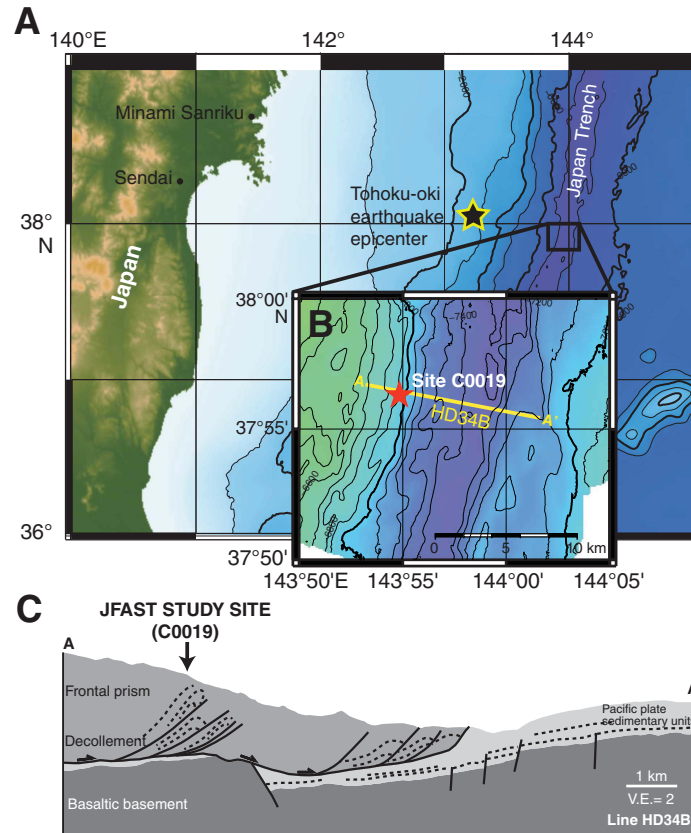 A
140°E 142° 144°
Minami Sanriku
Sendai
Japan Trench
Tohoku-oki
earthquake
epicenter
38°
N
Japan
38°00'
N
B
-7300
A
Site C0019
HD34B
A'
37°55'
36°
0 5 10 km
37°50'
143°50'E 143°55' 144°00' 144°05'
C
JFAST STUDY SITE
(C0019)
A
Frontal prism
Pacific plate
sedimentary unit
Decollement
1 km
V.E.= 2
Basaltic basement
Line HD34B